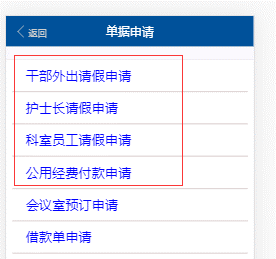 返回 单据申请
干部外出请假申请
护士长请假申请
科室员工请假申请
公用经费付款申请
会议室预订申请
借款单申请